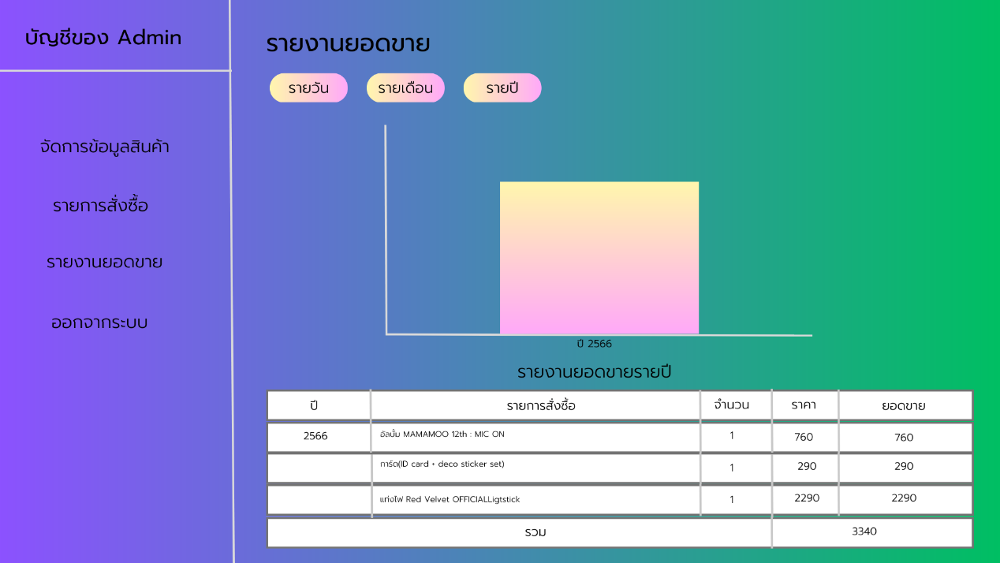 บัญชีของ Admin
จัดการข้อมูลสินค้า
รายการสั่งซื้อ
รายงานยอดขาย
ออกจากระบบ
รายงานยอดขาย
รายวัน รายเดือน รายปี
ปี 2566
รายงานยอดขายรายปี
ปี รายการสั่งซื้อ จำนวน ราคา ยอดขาย
2566 อัลบั้ม MAMAMOO 12th : MIC ON 1 760 760
การ์ด(ID card + deco sticker set) 1 290 290
แท่งไฟ Red Velvet OFFICIALLigtstick 1 2290 2290
รวม 3340